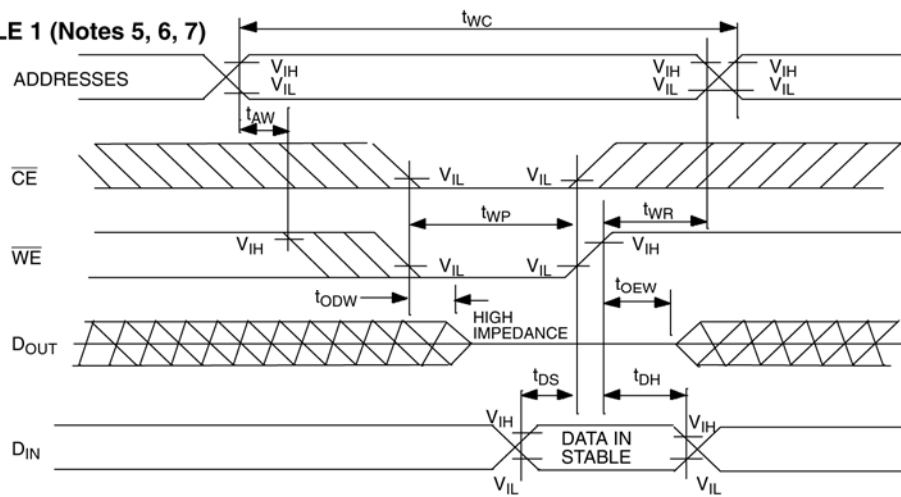 LE 1 (Notes 5, 6, 7)
tWC
ADDRESSES
VIH
VIL
VIH
VIL
VIH
VIL
tAW
CE
VIL
VIL
tWP
tWR
WE
VIH
VIL
VIL
VIH
tODW
HIGH
IMPEDANCE
tOEW
DOUT
tDS
tDH
DIN
VIH
VIL
DATA IN
STABLE
VIH
VIL